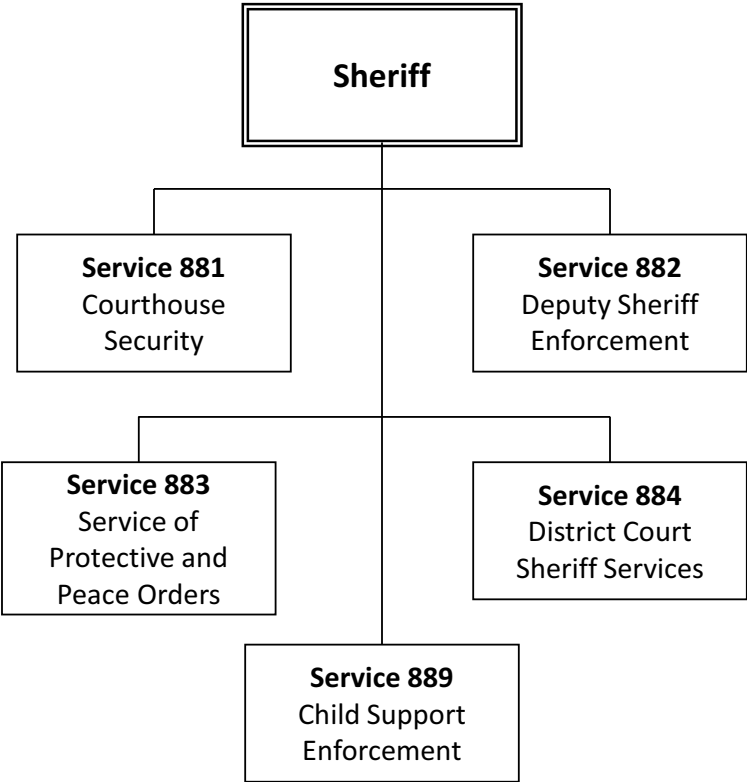 Sheriff
Service 881
Courthouse
Security
Service 882
Deputy Sheriff
Enforcement
Service 883
Service of
Protective and
Peace Orders
Service 884
District Court
Sheriff Services
Service 889
Child Support
Enforcement